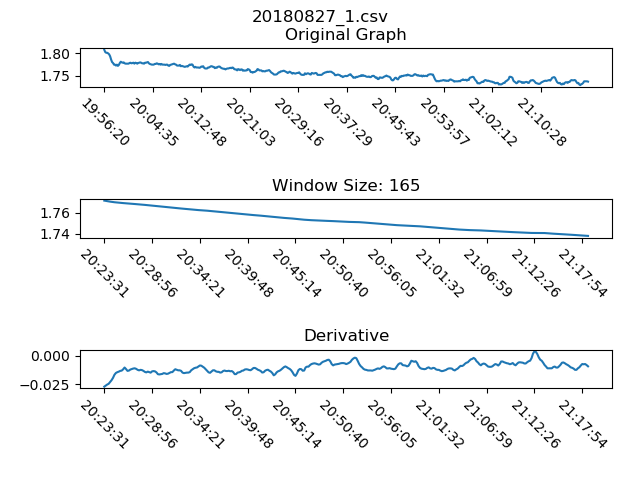 20180827_1.csv
Original Graph
1.80
1.75
19:56:20 20:04:35 20:12:48 20:21:03 20:29:16 20:37:29 20:45:43 20:53:57 21:02:12 21:10:28
Window Size: 165
1.76
1.74
20:23:31 20:28:56 20:34:21 20:39:48 20:45:14 20:50:40 20:56:05 21:01:32 21:06:59 21:12:26 21:17:54
Derivative
0.000
−0.025
20:23:31 20:28:56 20:34:21 20:39:48 20:45:14 20:50:40 20:56:05 21:01:32 21:06:59 21:12:26 21:17:54